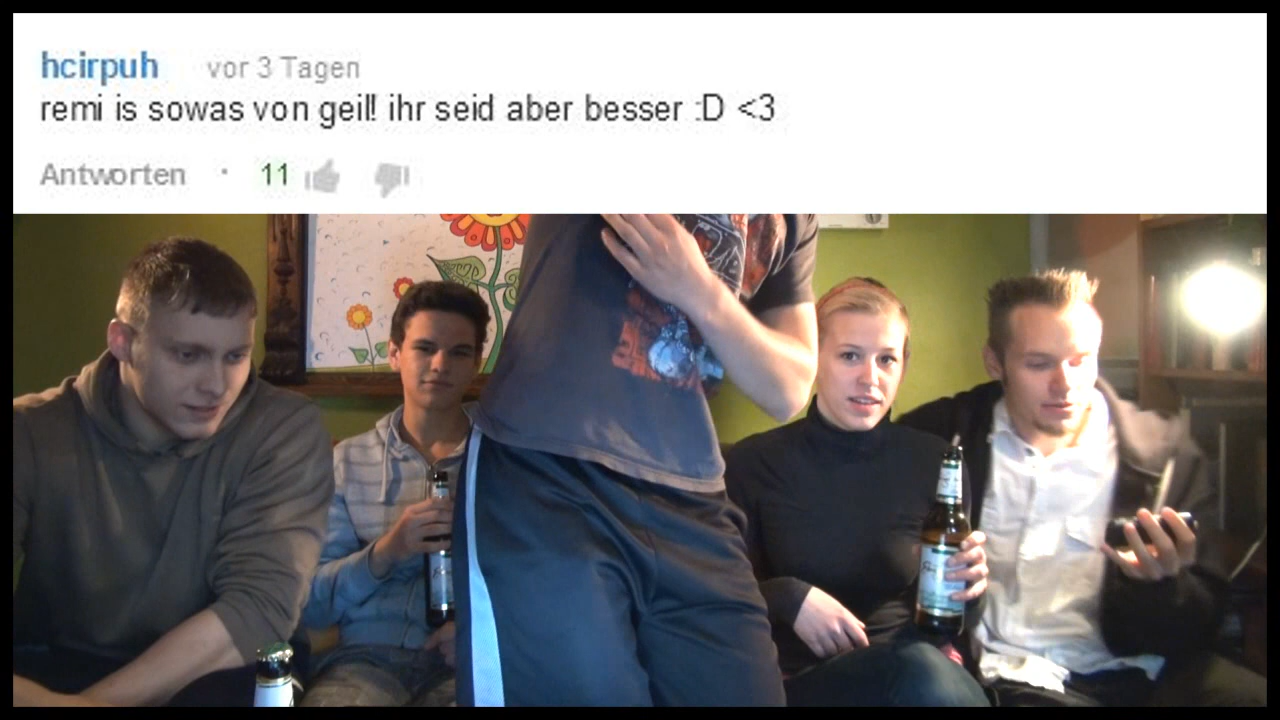 hcirpuh vor 3 Tagen
remi is sowas von geil! ihr seid aber besser :D <3
Antworten · 11